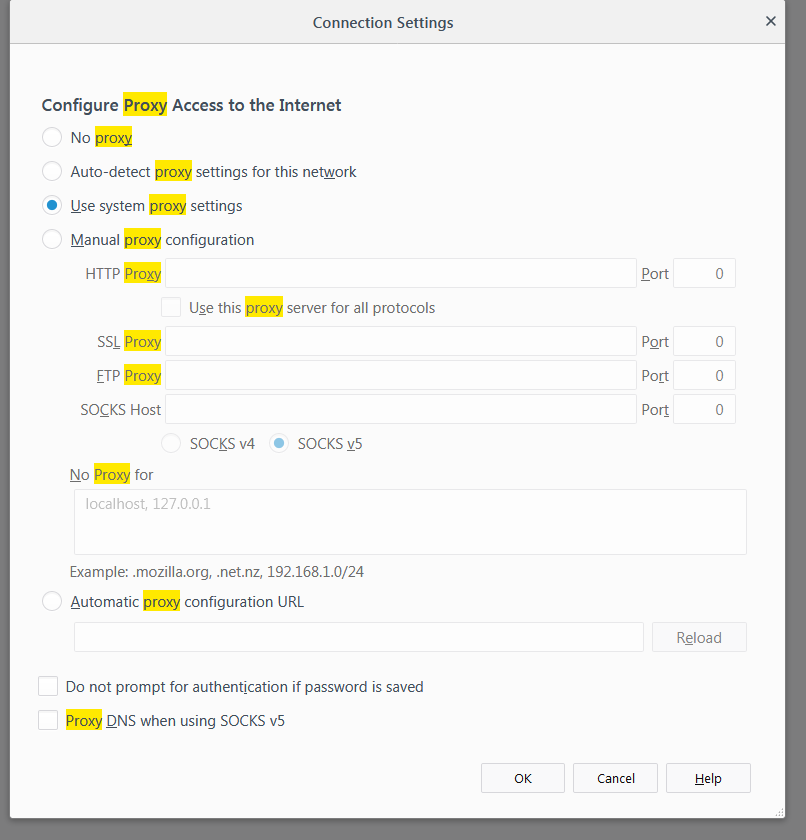 Connection Settings
Configure Proxy Access to the Internet
No proxy
Auto-detect proxy settings for this network
Use system proxy settings
Manual proxy configuration
HTTP Proxy Port 0
Use this proxy server for all protocols
SSL Proxy Port 0
FTP Proxy Port 0
SOCKS Host Port 0
SOCKS v4 SOCKS v5
No Proxy for
localhost, 127.0.0.1
Example: .mozilla.org, .net.nz, 192.168.1.0/24
Automatic proxy configuration URL
Reload
Do not prompt for authentication if password is saved
Proxy DNS when using SOCKS v5
OK Cancel Help